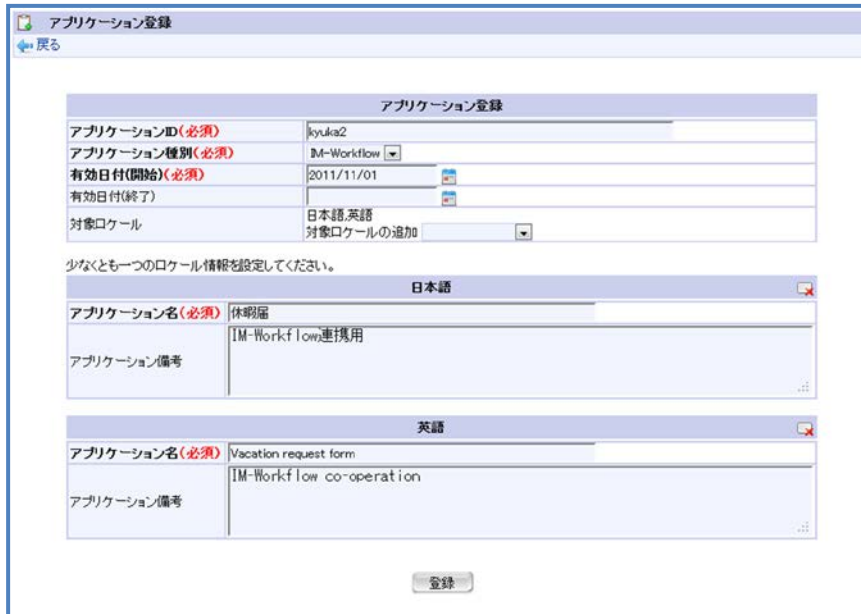 アプリケーション登録
戻る
アプリケーション登録
アプリケーションID(必須) kyuka2
アプリケーション種別(必須) IM-Workflow
有効日付(開始)(必須) 2011/11/01
有効日付(終了)
対象ロケール 日本語,英語
対象ロケールの追加
少なくとも一つのロケール情報を設定してください。
日本語
アプリケーション名(必須) 休暇届
アプリケーション備考 IM-Workflow連携用
英語
アプリケーション名(必須) Vacation request form
アプリケーション備考 IM-Workflow co-operation
登録